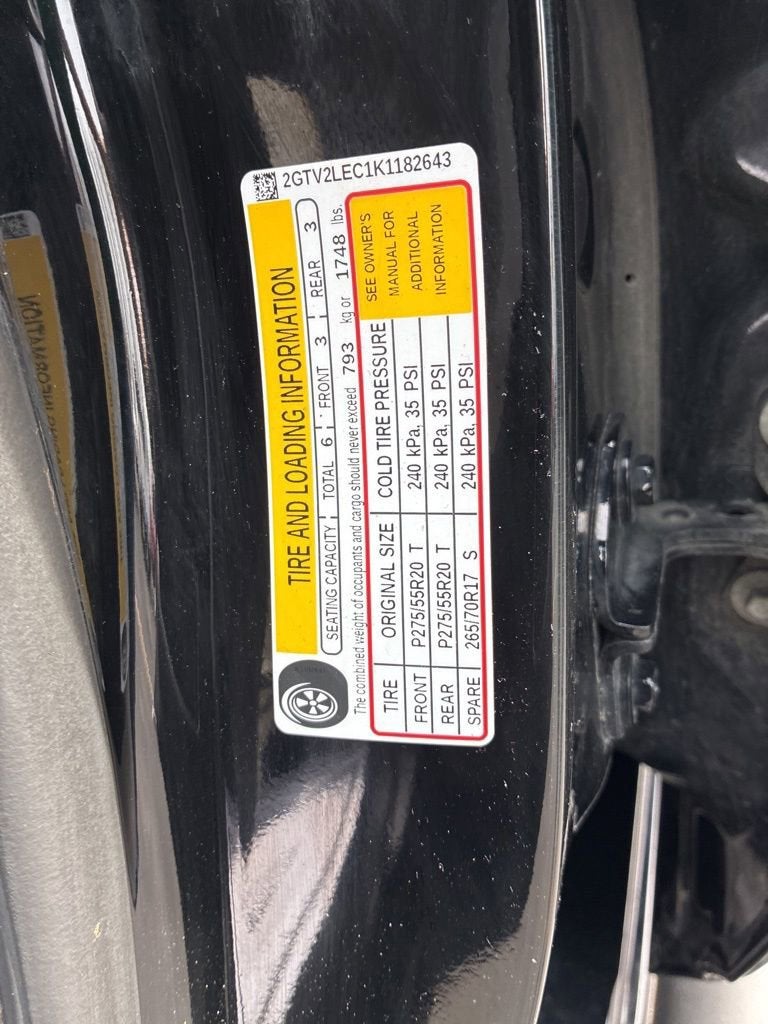 2GTV2LEC1K1182643
TIRE AND LOADING INFORMATION
SEATING CAPACITY TOTAL 6 FRONT 3 REAR 3
The combined weight of occupants and cargo should never exceed 793 kg or 1748 lbs.
TIRE ORIGINAL SIZE COLD TIRE PRESSURE
FRONT P275/55R20 T 240 kPa, 35 PSI
REAR P275/55R20 T 240 kPa, 35 PSI
SPARE 265/70R17 S 240 kPa, 35 PSI
SEE OWNER'S
MANUAL FOR
ADDITIONAL
INFORMATION